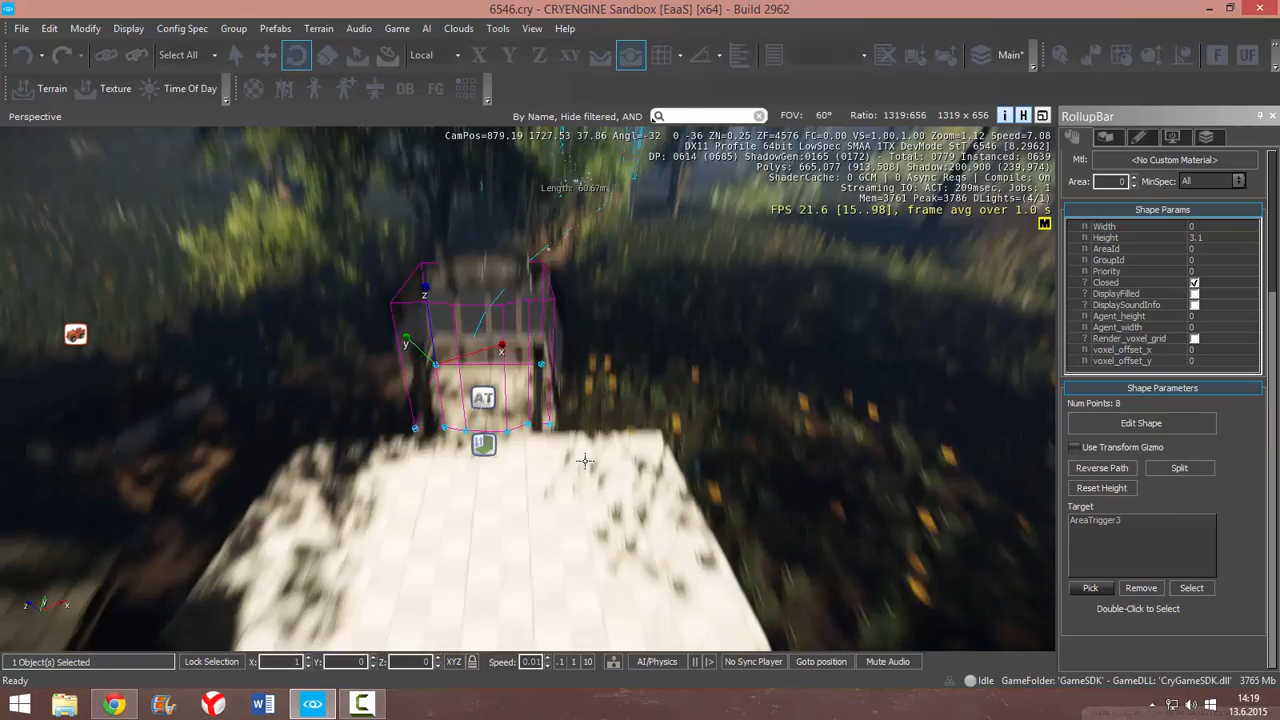 6546.cry - CRYENGINE Sandbox [EaaS] [x64] - Build 2962
File Edit Modify Display Config Spec Group Prefabs Terrain Audio Game AI Clouds Tools View Help
Select All Local X Y Z XYZ Main* F UF
Terrain Texture Time Of Day DB FG
Perspective By Name, Hide filtered, AND FOV: 60° Ratio: 1319:656 1319 x 656 i H
RollupBar
CamPos=879.19 1727.53 37.86 Angl=-32 0 -36 ZN=0.25 ZF=4576 FC=0.00 VS=1.00,1.00 Zoom=1.12 Speed=7.08
DX11 Profile 64bit LowSpec SMAA 1TX DevMode StT 6546 [8.2962]
DP: 0614 (0685) ShadowGen:0165 (0172) - Total: 0779 Instanced: 0639
Polys: 665,077 (913,508) Shadow:200,900 (239,974)
ShaderCache: 0 GCM | 0 Async Reqs | Compile: On
Streaming IO: ACT: 209msec, Jobs: 1
Mem=3761 Peak=3786 DLights=(4/1)
FPS 21.6 [15..98], frame avg over 1.0 s
M
Length: 60.67m
z
y
x
AT
z y x
Mtl: <No Custom Material>
Area: 0 MinSpec: All
Shape Params
n Width 0
n Height 3.1
n AreaId 0
n GroupId 0
n Priority 0
? Closed
? DisplayFilled
? DisplaySoundInfo
? Agent_height 0
? Agent_width 0
? Render_voxel_grid
n voxel_offset_x 0
n voxel_offset_y 0
Shape Parameters
Num Points: 8
Edit Shape
Use Transform Gizmo
Reverse Path Split
Reset Height
Target
AreaTrigger3
Pick Remove Select
Double-Click to Select
1 Object(s) Selected Lock Selection X: 1 Y: 0 Z: 0 XYZ Speed: 0.01 .1 1 10 AI/Physics No Sync Player Goto position Mute Audio
Ready Idle GameFolder: 'GameSDK' - GameDLL: 'CryGameSDK.dll' 3765 Mb
14:19
13.6.2015